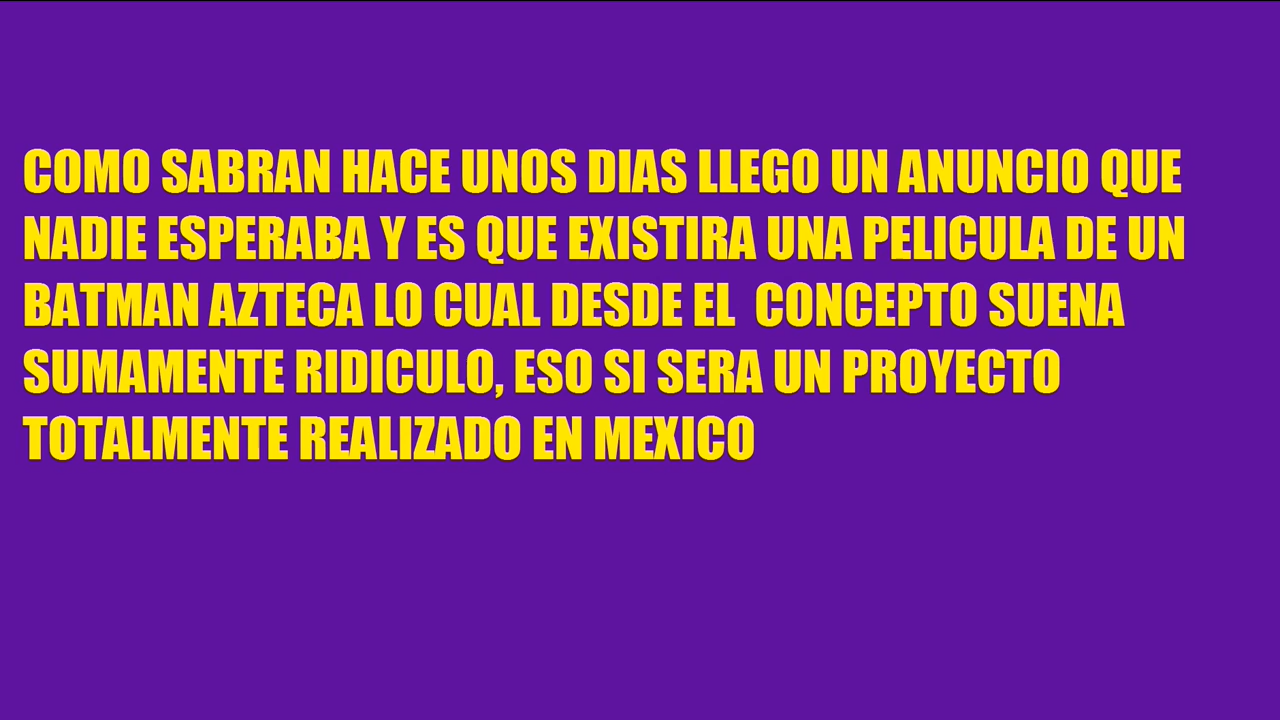 COMO SABRAN HACE UNOS DIAS LLEGO UN ANUNCIO QUE
NADIE ESPERABA Y ES QUE EXISTIRA UNA PELICULA DE UN
BATMAN AZTECA LO CUAL DESDE EL  CONCEPTO SUENA
SUMAMENTE RIDICULO, ESO SI SERA UN PROYECTO
TOTALMENTE REALIZADO EN MEXICO